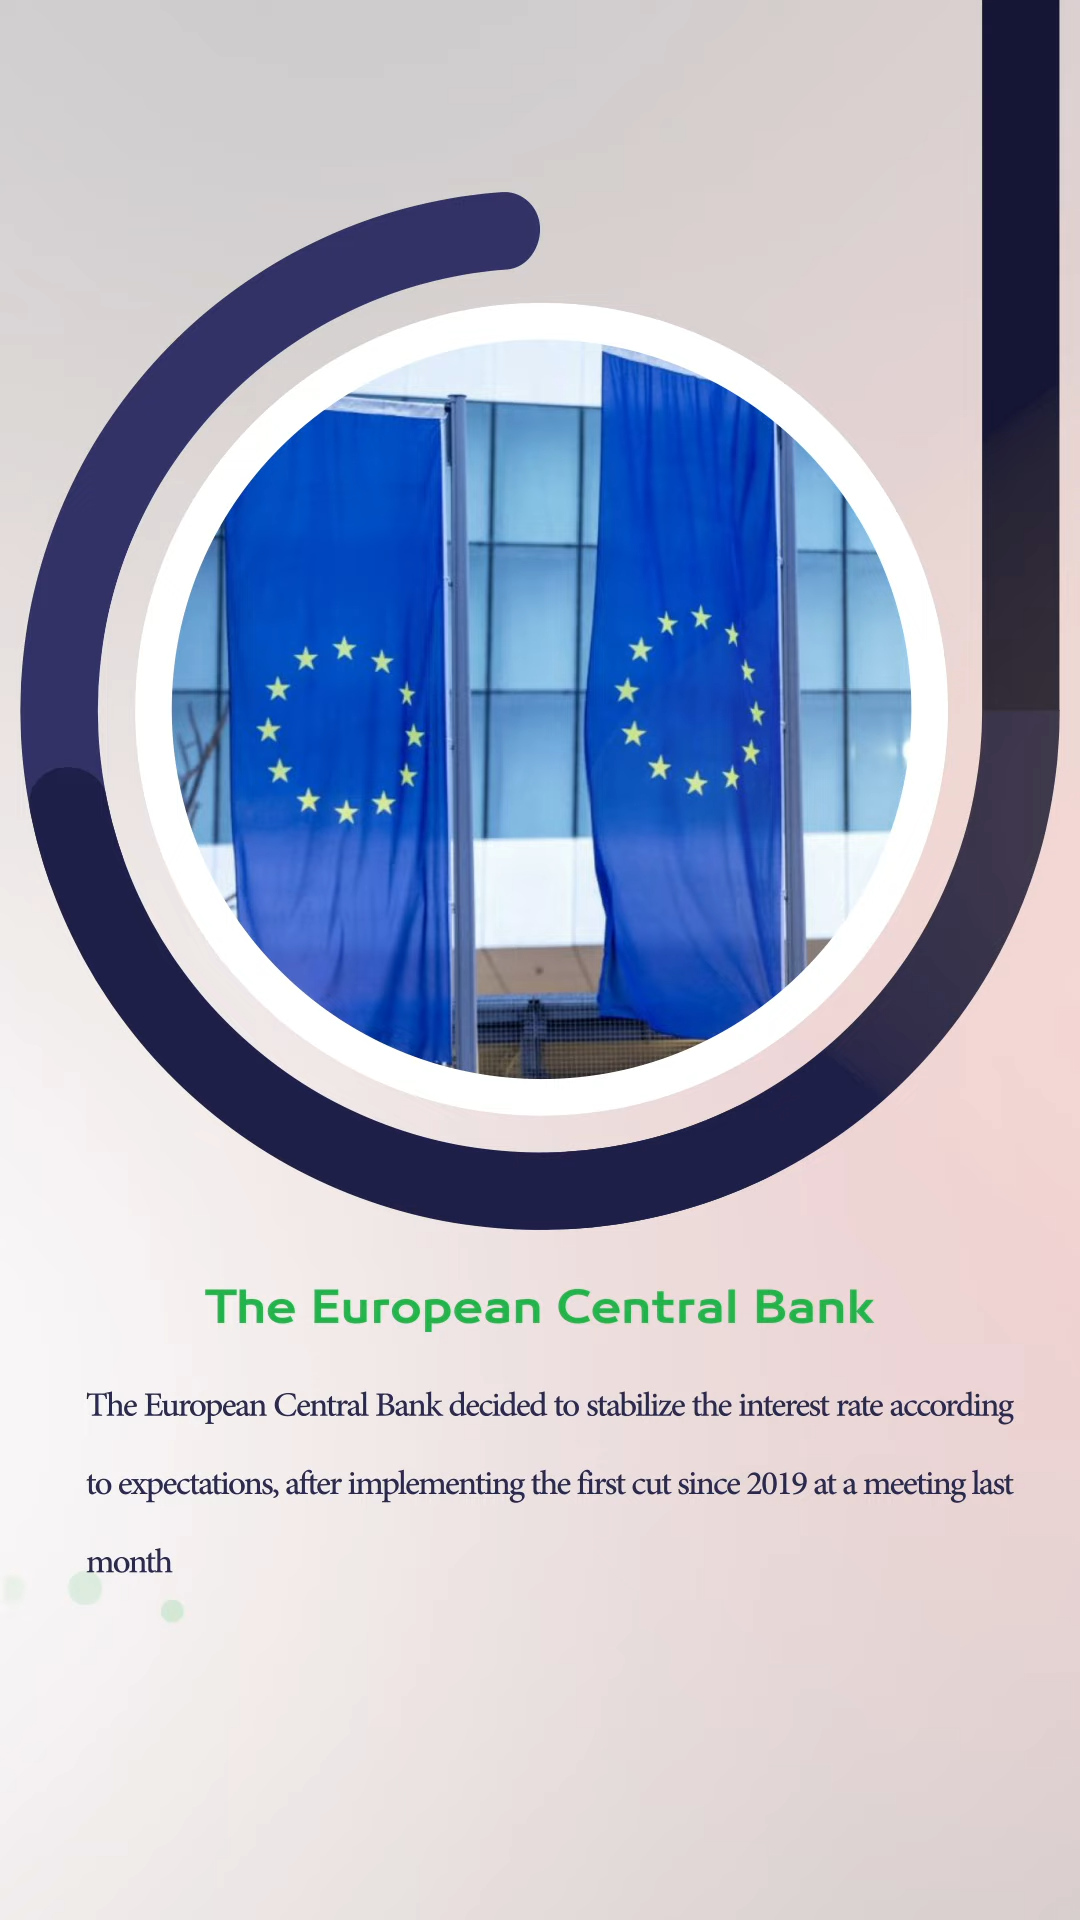 The European Central Bank
The European Central Bank decided to stabilize the interest rate according
to expectations, after implementing the first cut since 2019 at a meeting last
month